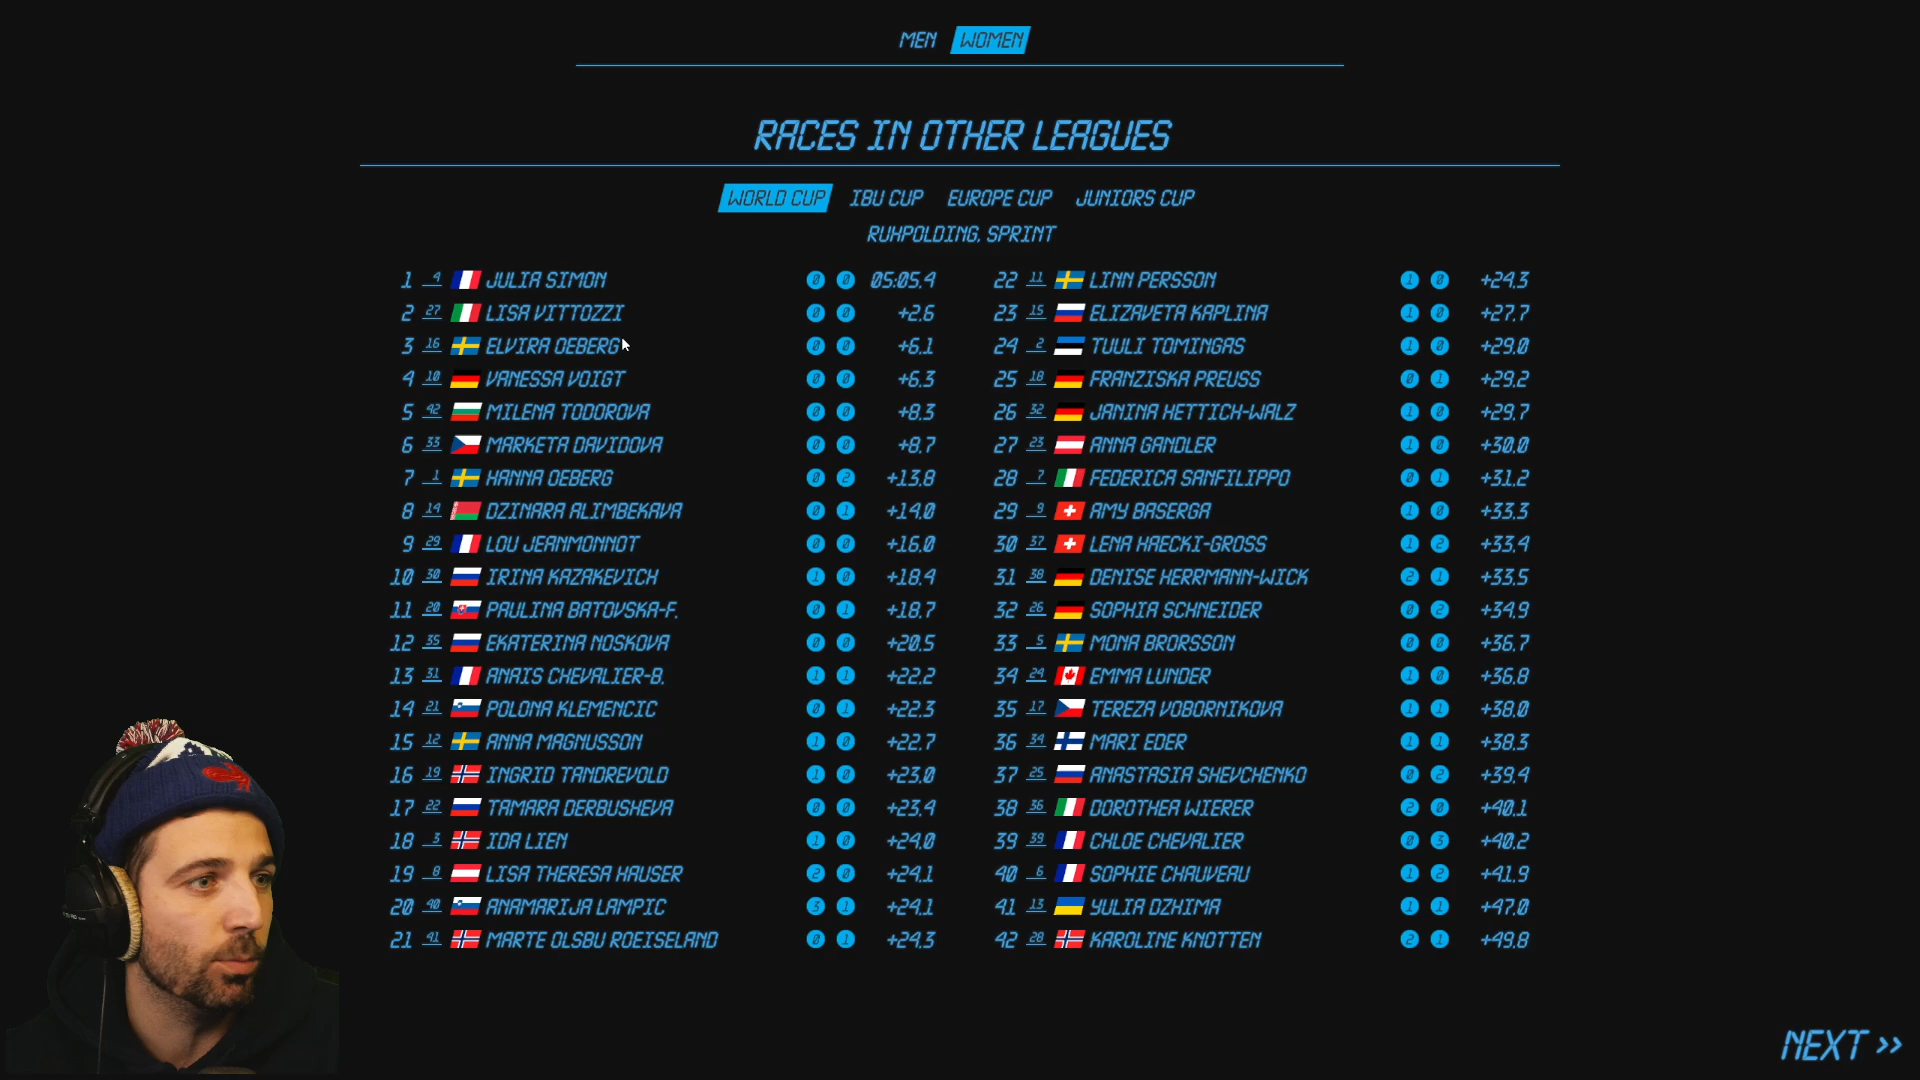 MEN WOMEN
RACES IN OTHER LEAGUES
WORLD CUP IBU CUP EUROPE CUP JUNIORS CUP
RUHPOLDING. SPRINT
1 4 JULIA SIMON 0 0 05:05.4
2 27 LISA VITTOZZI 0 0 +2.6
3 16 ELVIRA OEBERG 0 0 +6.1
4 10 VANESSA VOIGT 0 0 +6.3
5 42 MILENA TODOROVA 0 0 +8.3
6 33 MARKETA DAVIDOVA 0 0 +8.7
7 1 HANNA OEBERG 0 2 +13.8
8 14 DZINARA ALIMBEKAVA 0 1 +14.0
9 29 LOU JEANMONNOT 0 0 +16.0
10 30 IRINA KAZAKEVICH 1 0 +18.4
11 20 PAULINA BATOVSKA-F. 0 1 +18.7
12 35 EKATERINA NOSKOVA 0 0 +20.5
13 31 ANAIS CHEVALIER-B. 1 1 +22.2
14 21 POLONA KLEMENCIC 0 1 +22.3
15 12 ANNA MAGNUSSON 1 0 +22.7
16 19 INGRID TANDREVOLD 1 0 +23.0
17 22 TAMARA DERBUSHEVA 0 0 +23.4
18 3 IDA LIEN 1 0 +24.0
19 8 LISA THERESA HAUSER 2 0 +24.1
20 40 ANAMARIJA LAMPIC 3 1 +24.1
21 41 MARTE OLSBU ROEISELAND 0 1 +24.3
22 11 LINN PERSSON 1 0 +24.3
23 15 ELIZAVETA KAPLINA 1 0 +27.7
24 2 TUULI TOMINGAS 1 0 +29.0
25 18 FRANZISKA PREUSS 0 1 +29.2
26 32 JANINA HETTICH-WALZ 1 0 +29.7
27 23 ANNA GANDLER 1 0 +30.0
28 7 FEDERICA SANFILIPPO 0 1 +31.2
29 9 AMY BASERGA 1 0 +33.3
30 37 LENA HAECKI-GROSS 1 2 +33.4
31 38 DENISE HERRMANN-WICK 2 1 +33.5
32 26 SOPHIA SCHNEIDER 0 2 +34.9
33 5 MONA BRORSSON 0 0 +36.7
34 24 EMMA LUNDER 1 0 +36.8
35 17 TEREZA VOBORNIKOVA 1 1 +38.0
36 34 MARI EDER 1 1 +38.3
37 25 ANASTASIA SHEVCHENKO 0 2 +39.4
38 36 DOROTHEA WIERER 2 0 +40.1
39 39 CHLOE CHEVALIER 0 3 +40.2
40 6 SOPHIE CHAUVEAU 1 2 +41.9
41 13 YULIA DZHIMA 1 1 +47.0
42 28 KAROLINE KNOTTEN 2 1 +49.8
NEXT >>